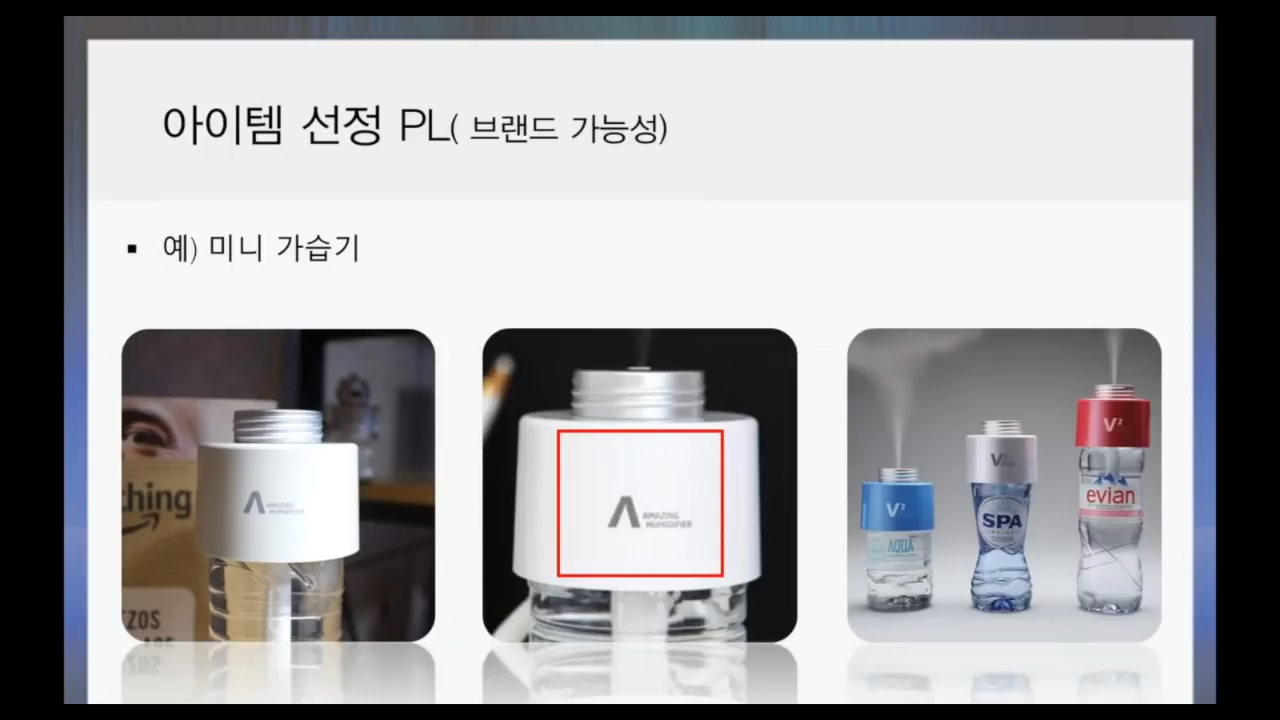 아이템 선정 PL( 브랜드 가능성)
▪ 예) 미니 가습기
ching
AMAZING
HUMIDIFIER
AMAZING
HUMIDIFIER
V²
AQUA
V²
SPA
V²
evian